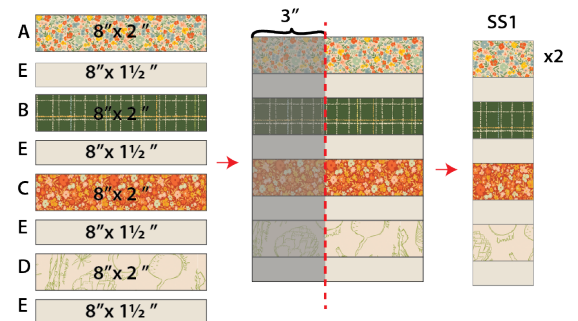 A 8”x 2 ”
E 8”x 1½ ”
B 8”x 2 ”
E 8”x 1½ ”
C 8”x 2 ”
E 8”x 1½ ”
D 8”x 2 ”
E 8”x 1½ ”
3”
SS1
x2